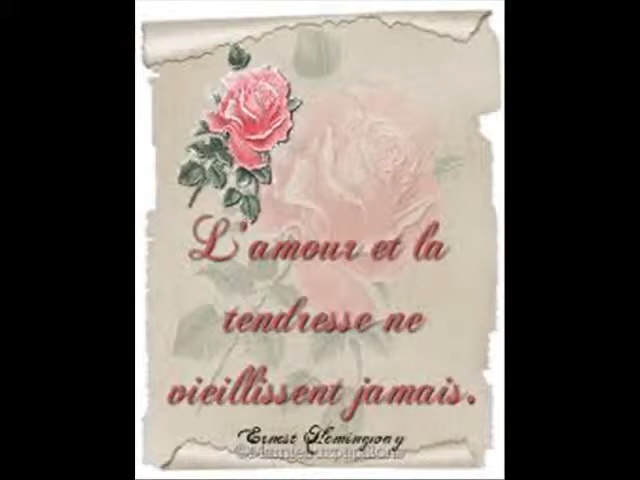 L'amour et la
tendresse ne
vieillissent jamais.
Ernest Hemingway